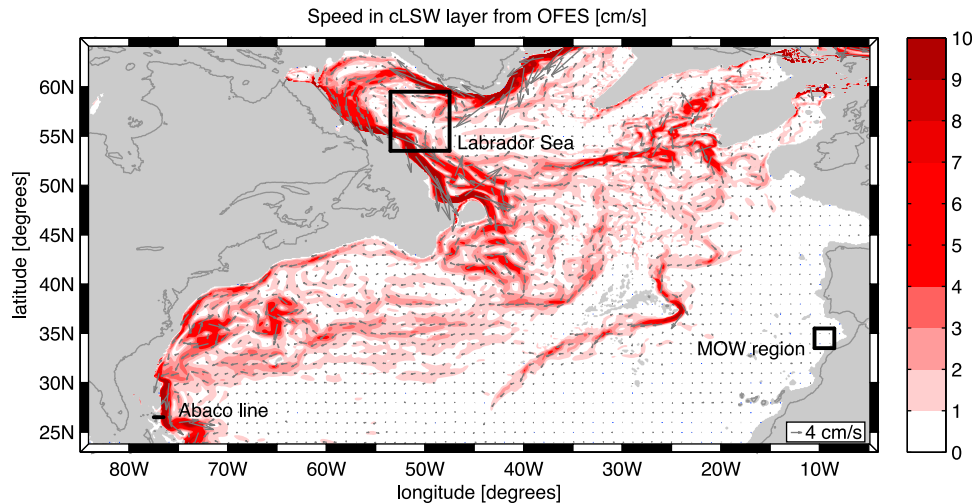 Speed in cLSW layer from OFES [cm/s]
60N
55N
50N
45N
40N
35N
30N
25N
latitude [degrees]
Labrador Sea
MOW region
Abaco line
4 cm/s
80W
70W
60W
50W
40W
30W
20W
10W
longitude [degrees]
10
9
8
7
6
5
4
3
2
1
0